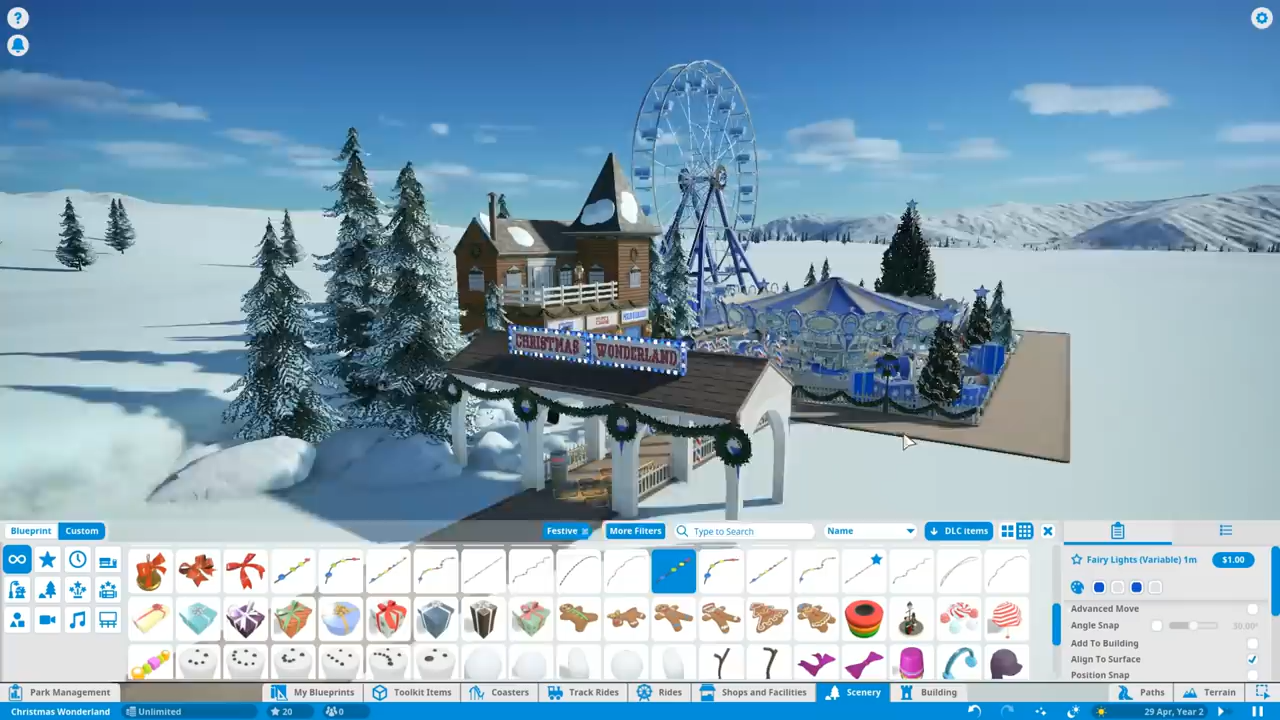 ?
CHRISTMAS WONDERLAND
Blueprint Custom Festive More Filters Type to Search Name DLC items
Fairy Lights (Variable) 1m $1.00
Advanced Move
Angle Snap 30.00°
Add To Building
Align To Surface
Position Snap
Park Management My Blueprints Toolkit Items Coasters Track Rides Rides Shops and Facilities Scenery Building Paths Terrain
Christmas Wonderland Unlimited 20 0 29 Apr, Year 2